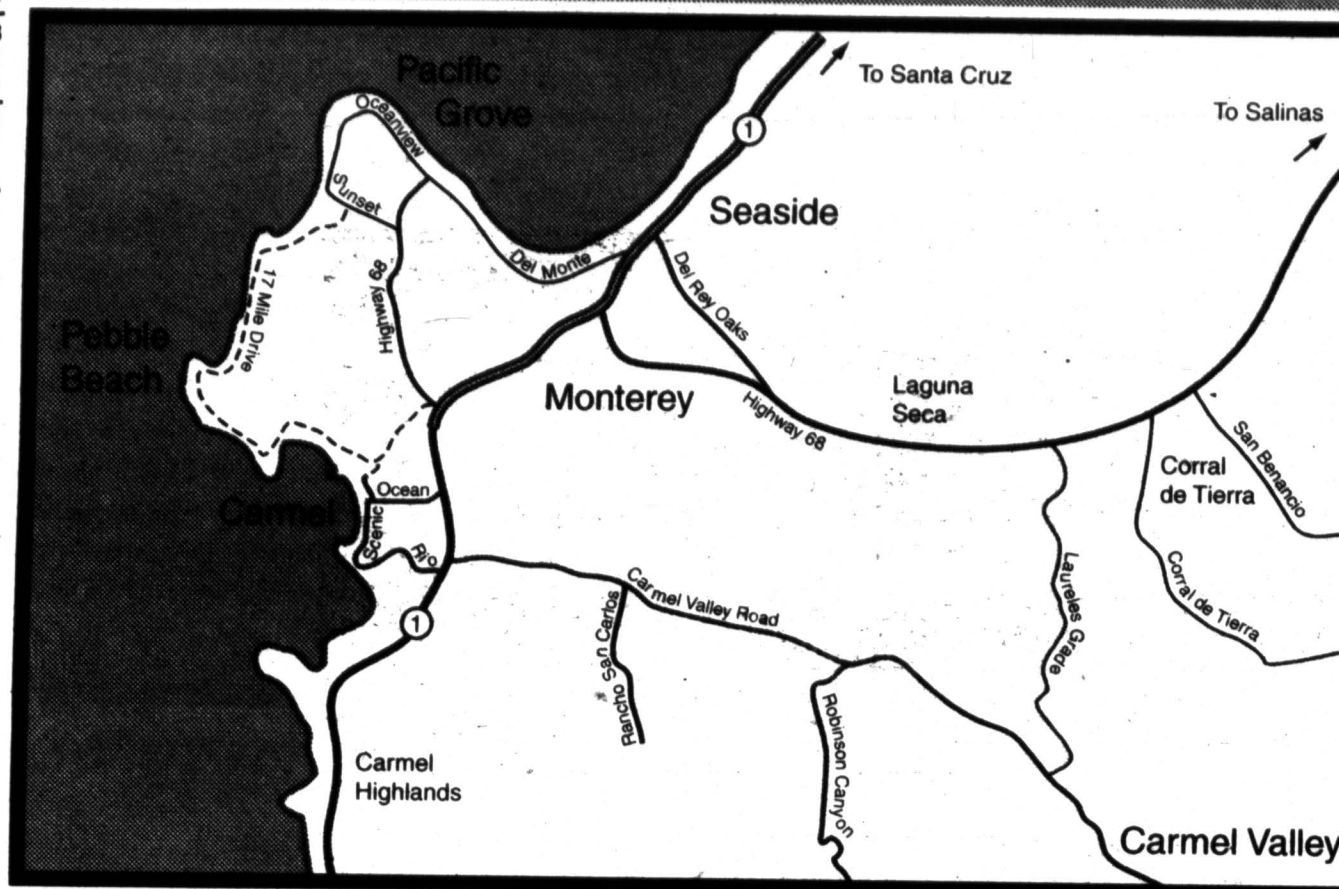 Pacific
Grove
Oceanview
To Santa Cruz
To Salinas
1
Sunset
Seaside
Del Monte
Del Rey Oaks
17 Mile Drive
Highway 68
Pebble
Beach
Monterey
Highway 68
Laguna
Seca
San Benancio
Corral
de Tierra
Ocean
Carmel
Scenic
Rio
Carmel Valley Road
Laureles Grade
Corral de Tierra
1
Rancho San Carlos
Robinson Canyon
Carmel
Highlands
Carmel Valley